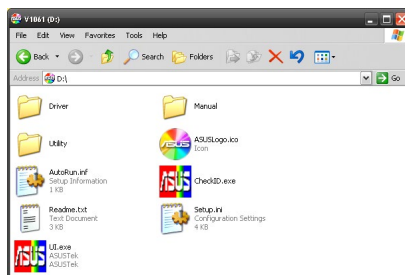 V1061 (D:)
File Edit View Favorites Tools Help
Back Search Folders
Address D:\ Go
Driver Manual
Utility ASUSLogo.ico
Icon
AutoRun.inf
Setup Information
1 KB
CheckID.exe
Readme.txt
Text Document
3 KB
Setup.ini
Configuration Settings
4 KB
UI.exe
ASUSTek
ASUSTek